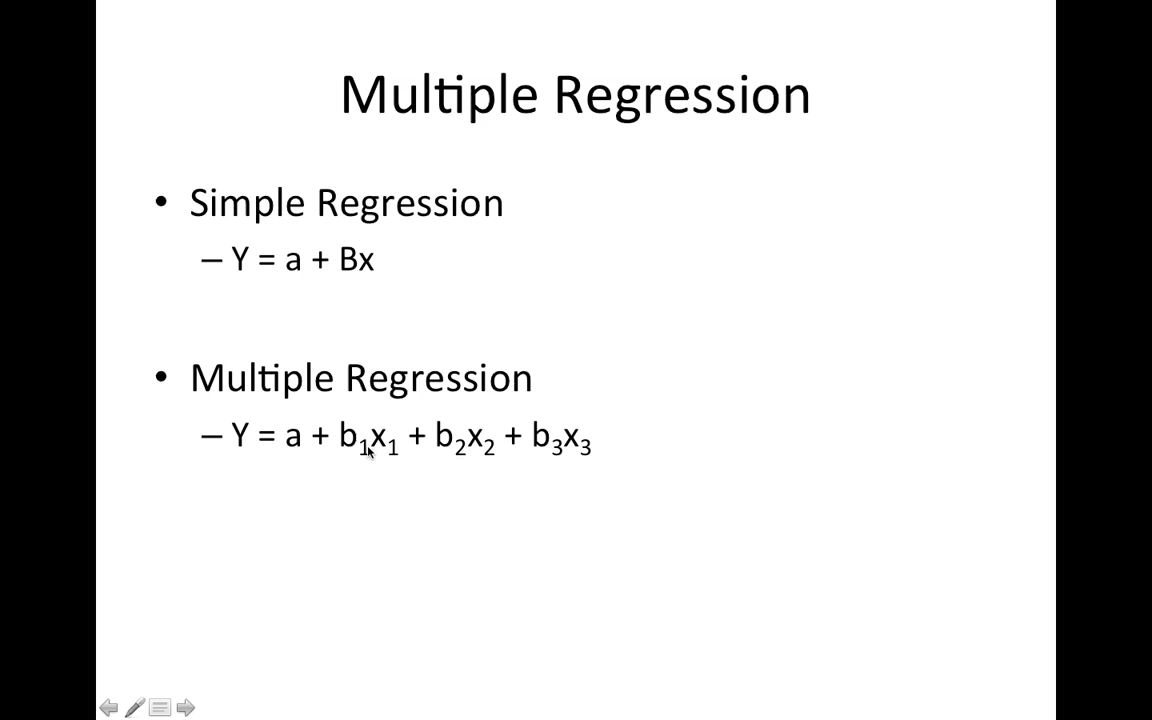 Multiple Regression
• Simple Regression
– Y = a + Bx
• Multiple Regression
– Y = a + b₁x₁ + b₂x₂ + b₃x₃